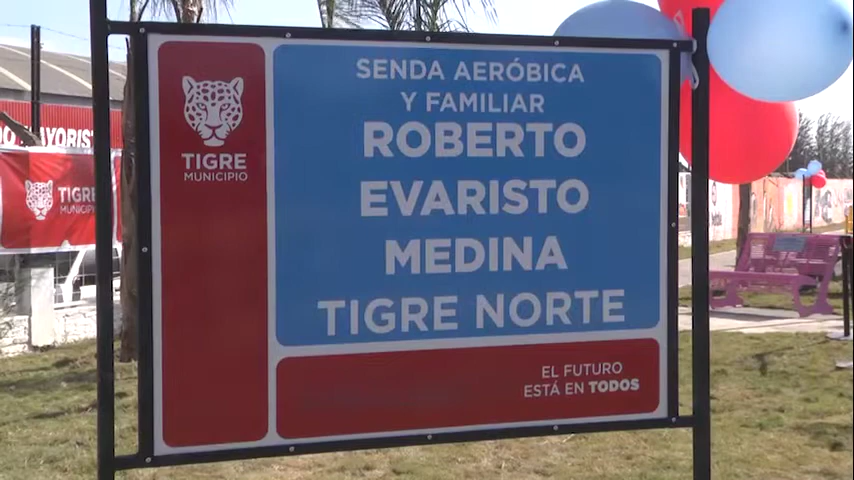 SENDA AERÓBICA
Y FAMILIAR
ROBERTO
EVARISTO
MEDINA
TIGRE NORTE
TIGRE
MUNICIPIO
EL FUTURO
ESTÁ EN TODOS
TIGRE